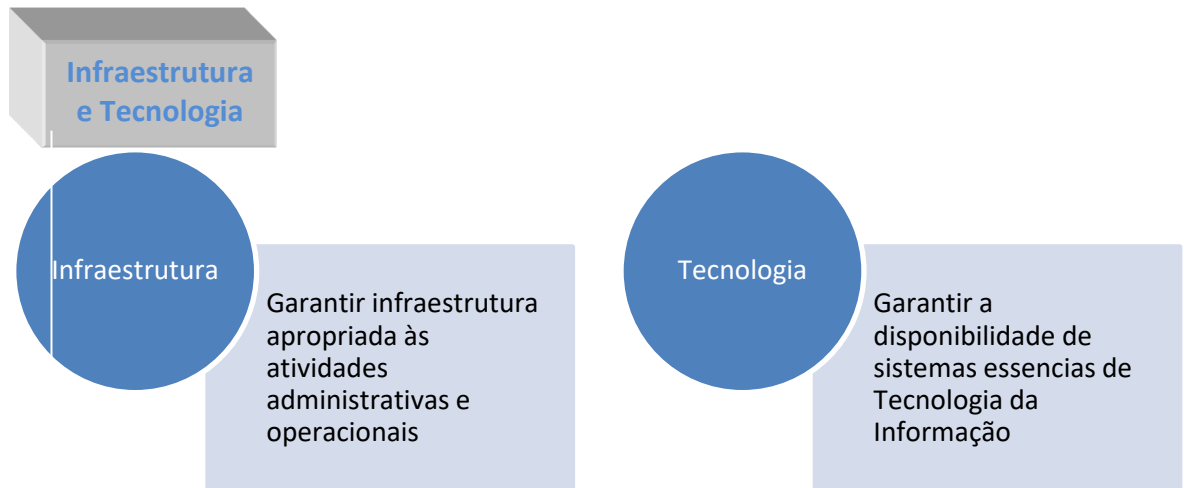 Infraestrutura
e Tecnologia
Infraestrutura
Garantir infraestrutura
apropriada às
atividades
administrativas e
operacionais
Tecnologia
Garantir a
disponibilidade de
sistemas essencias de
Tecnologia da
Informação